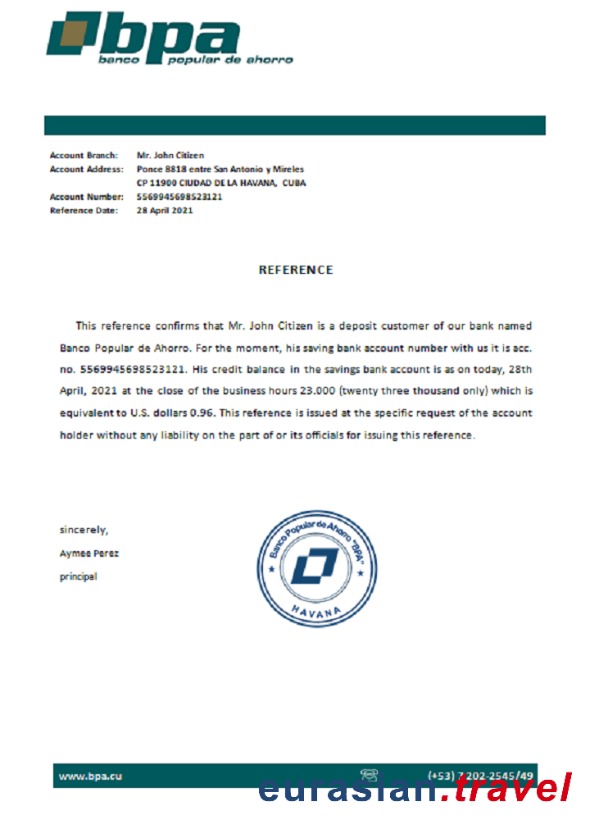 bpa
banco popular de ahorro
Account Branch: Mr. John Citizen
Account Address: Ponce 8818 entre San Antonio y Mireles
CP 11900 CIUDAD DE LA HAVANA, CUBA
Account Number: 5569945698523121
Reference Date: 28 April 2021
REFERENCE
This reference confirms that Mr. John Citizen is a deposit customer of our bank named
Banco Popular de Ahorro. For the moment, his saving bank account number with us it is acc.
no. 5569945698523121. His credit balance in the savings bank account is as on today, 28th
April, 2021 at the close of the business hours 23.000 (twenty three thousand only) which is
equivalent to U.S. dollars 0.96. This reference is issued at the specific request of the account
holder without any liability on the part of or its officials for issuing this reference.
sincerely,
Aymee Perez
principal
Banco Popular de Ahorro "BPA"
HAVANA
www.bpa.cu
(+53) 7 202-2545/49
eurasian.travel